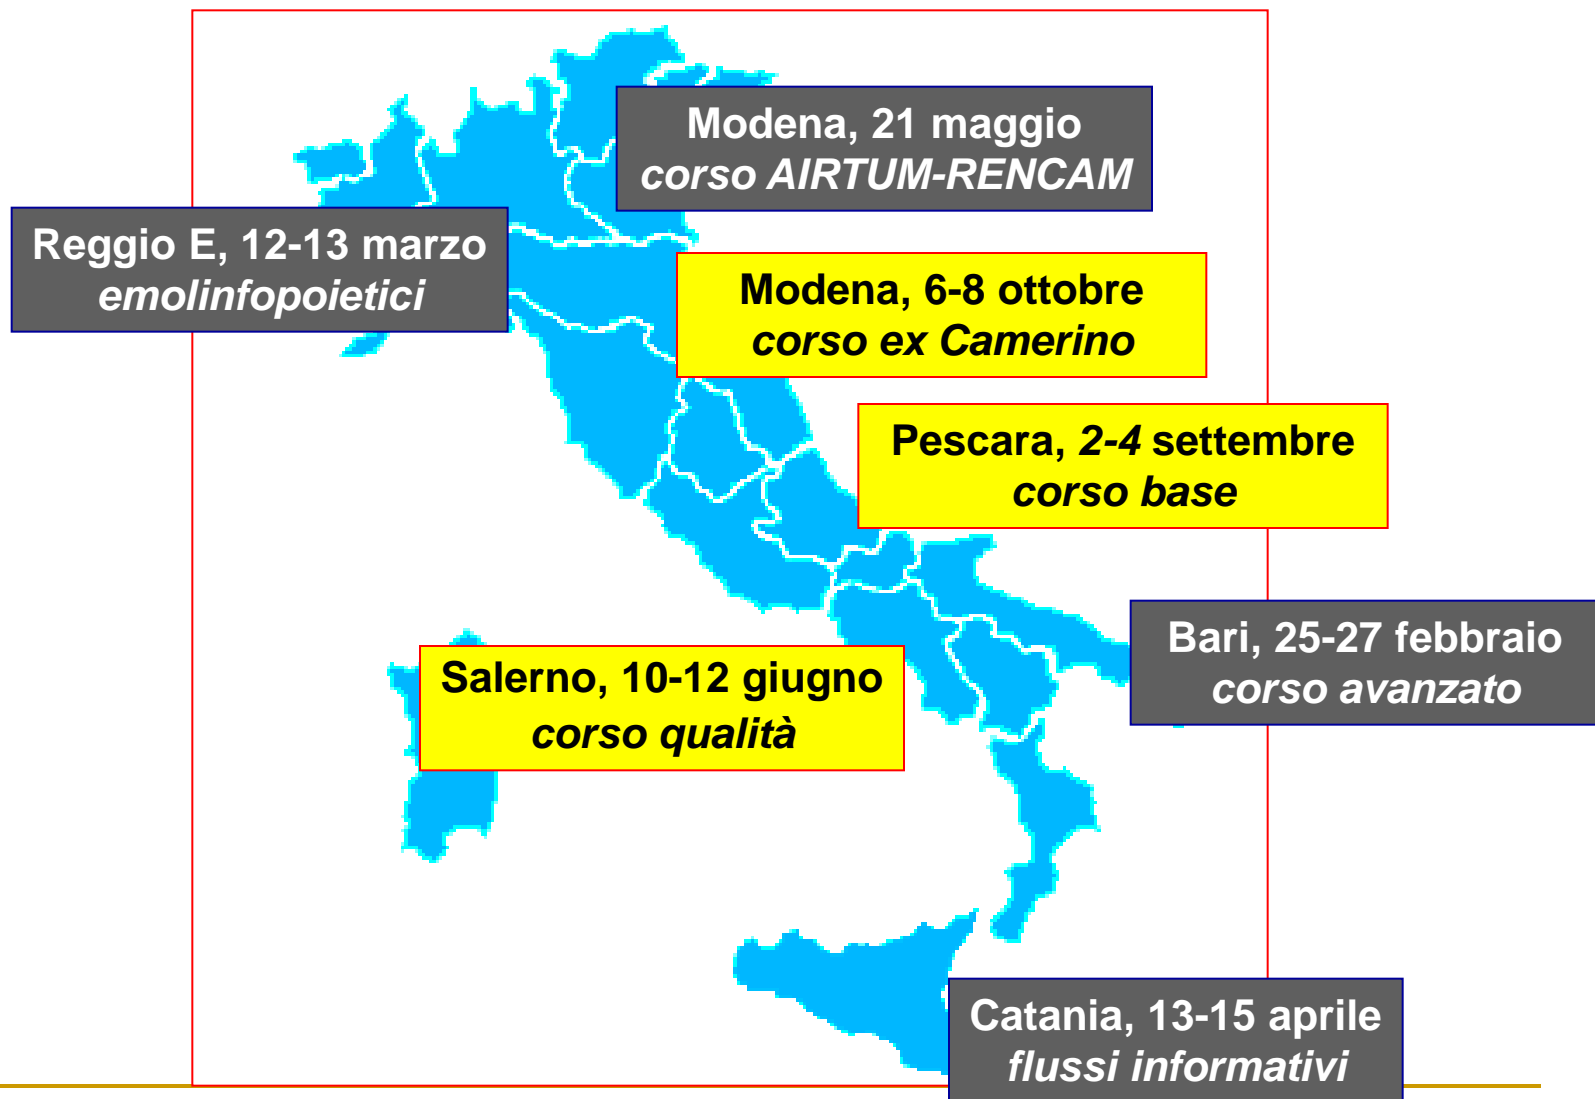 Modena, 21 maggio
corso AIRTUM-RENCAM
Reggio E, 12-13 marzo
emolinfopoietici
Modena, 6-8 ottobre
corso ex Camerino
Pescara, 2-4 settembre
corso base
Bari, 25-27 febbraio
corso avanzato
Salerno, 10-12 giugno
corso qualità
Catania, 13-15 aprile
flussi informativi